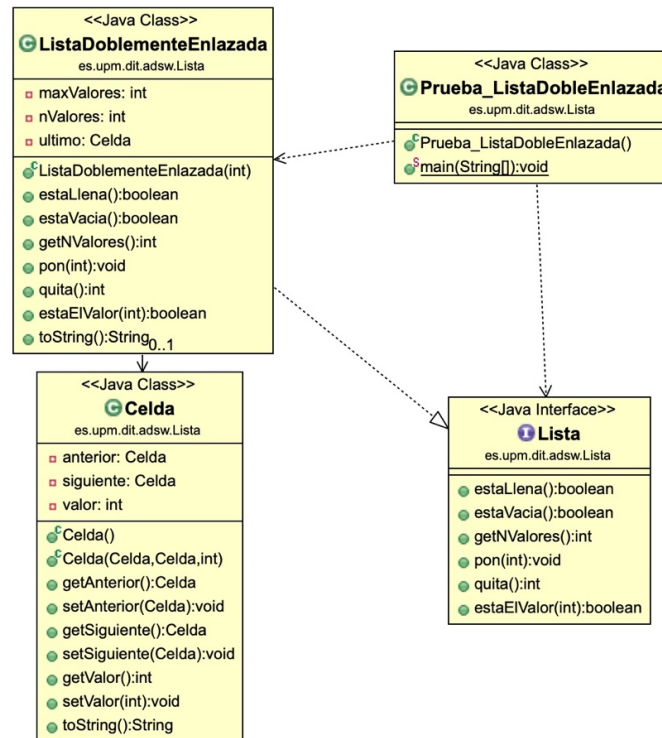 <<Java Class>>
ListaDoblementeEnlazada
es.upm.dit.adsw.Lista
maxValores: int
nValores: int
ultimo: Celda
ListaDoblementeEnlazada(int)
estaLlena():boolean
estaVacia():boolean
getNValores():int
pon(int):void
quita():int
estaElValor(int):boolean
toString():String
0..1
<<Java Class>>
Prueba_ListaDobleEnlazada
es.upm.dit.adsw.Lista
Prueba_ListaDobleEnlazada()
main(String[]):void
<<Java Class>>
Celda
es.upm.dit.adsw.Lista
anterior: Celda
siguiente: Celda
valor: int
Celda()
Celda(Celda,Celda,int)
getAnterior():Celda
setAnterior(Celda):void
getSiguiente():Celda
setSiguiente(Celda):void
getValor():int
setValor(int):void
toString():String
<<Java Interface>>
Lista
es.upm.dit.adsw.Lista
estaLlena():boolean
estaVacia():boolean
getNValores():int
pon(int):void
quita():int
estaElValor(int):boolean